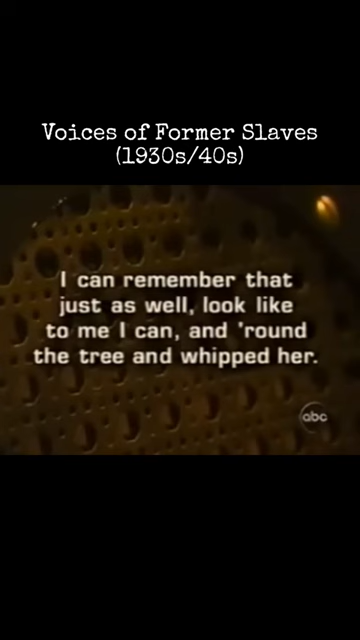 Voices of Former Slaves
(1930s/40s)
I can remember that
just as well, look like
to me I can, and 'round
the tree and whipped her.
abc